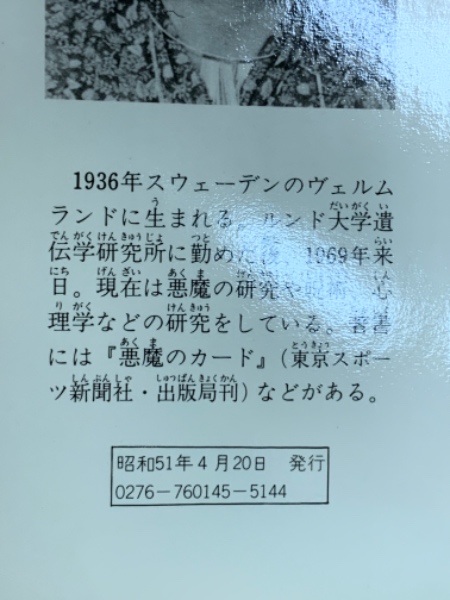 1936年スウェーデンのヴェルム
ランドに生まれる。ルンド大学遺
伝学研究所に勤めた後、1969年来
日。現在は悪魔の研究や呪術、心
理学などの研究をしている。著書
には『悪魔のカード』(東京スポー
ツ新聞社・出版局刊)などがある。
昭和51年4月20日 発行
0276-760145-5144